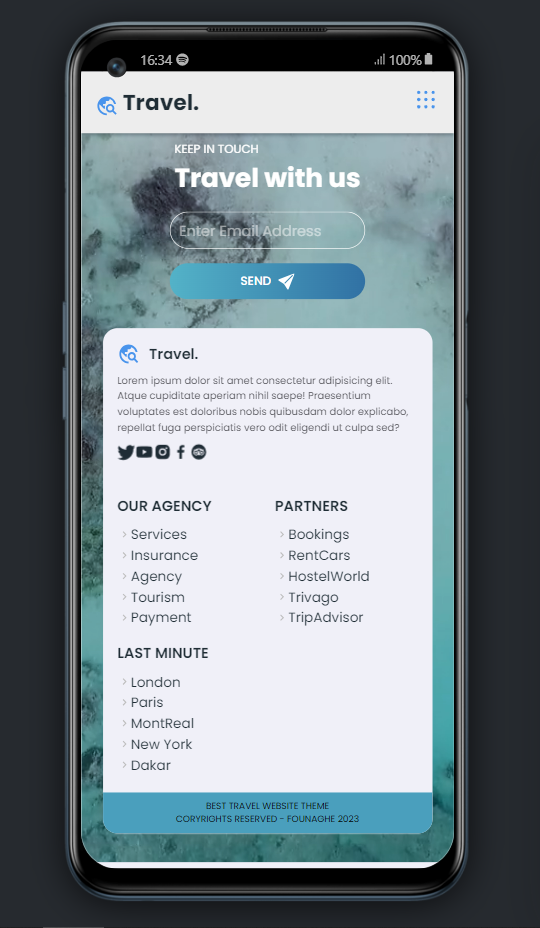 16:34
100%
Travel.
KEEP IN TOUCH
Travel with us
Enter Email Address
SEND
Travel.
Lorem ipsum dolor sit amet consectetur adipisicing elit.
Atque cupiditate aperiam nihil saepe! Praesentium
voluptates est doloribus nobis quibusdam dolor explicabo,
repellat fuga perspiciatis vero odit eligendi ut culpa sed?
OUR AGENCY
Services
Insurance
Agency
Tourism
Payment
PARTNERS
Bookings
RentCars
HostelWorld
Trivago
TripAdvisor
LAST MINUTE
London
Paris
MontReal
New York
Dakar
BEST TRAVEL WEBSITE THEME
CORYRIGHTS RESERVED - FOUNAGHE 2023